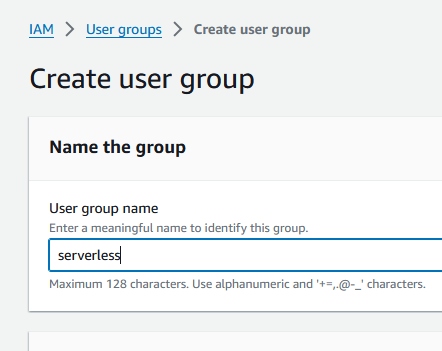 IAM > User groups > Create user group
Create user group
Name the group
User group name
Enter a meaningful name to identify this group.
serverless
Maximum 128 characters. Use alphanumeric and '+=,.@-_' characters.